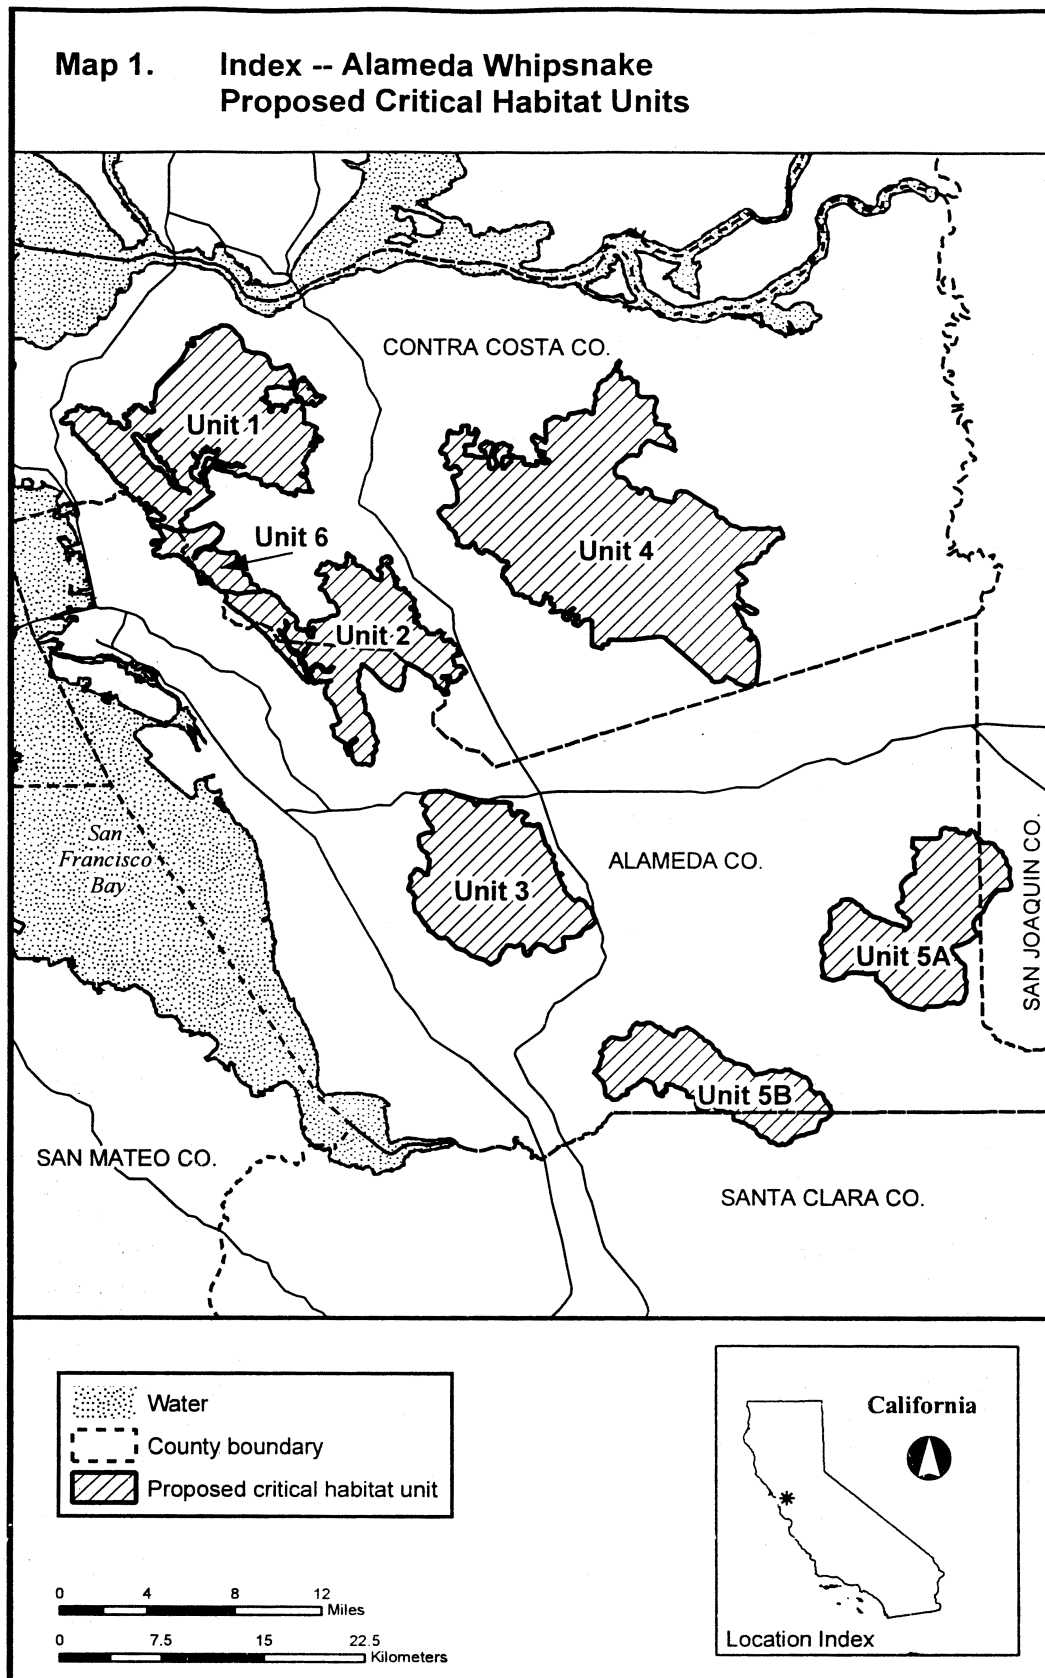 Map 1. Index -- Alameda Whipsnake
Proposed Critical Habitat Units
CONTRA COSTA CO.
Unit 1
Unit 6
Unit 4
Unit 2
San
Francisco
Bay
ALAMEDA CO.
Unit 3
SAN JOAQUIN CO.
Unit 5A
Unit 5B
SAN MATEO CO.
SANTA CLARA CO.
Water
County boundary
Proposed critical habitat unit
California
0 4 8 12
Miles
0 7.5 15 22.5
Kilometers
Location Index